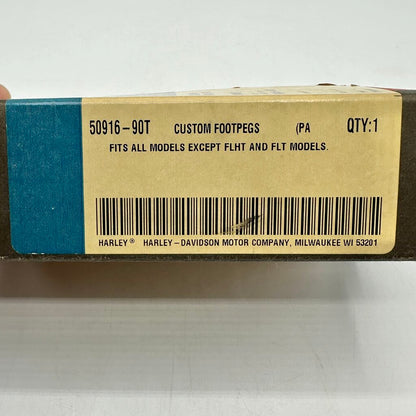 50916-90T CUSTOM FOOTPEGS (PA QTY:1
FITS ALL MODELS EXCEPT FLHT AND FLT MODELS.
HARLEY® HARLEY-DAVIDSON MOTOR COMPANY, MILWAUKEE WI 53201